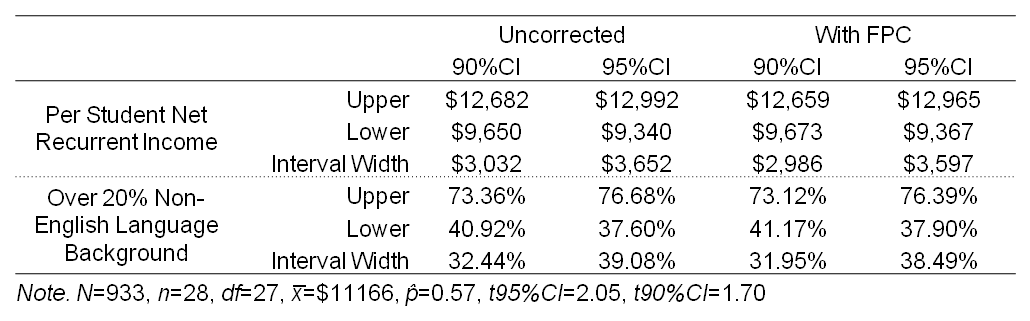 Uncorrected With FPC
90%CI 95%CI 90%CI 95%CI
Per Student Net Recurrent Income Upper $12,682 $12,992 $12,659 $12,965
Lower $9,650 $9,340 $9,673 $9,367
Interval Width $3,032 $3,652 $2,986 $3,597
Over 20% Non-English Language Background Upper 73.36% 76.68% 73.12% 76.39%
Lower 40.92% 37.60% 41.17% 37.90%
Interval Width 32.44% 39.08% 31.95% 38.49%
Note. N=933, n=28, df=27, x̅=$11166, p̂=0.57, t95%CI=2.05, t90%CI=1.70